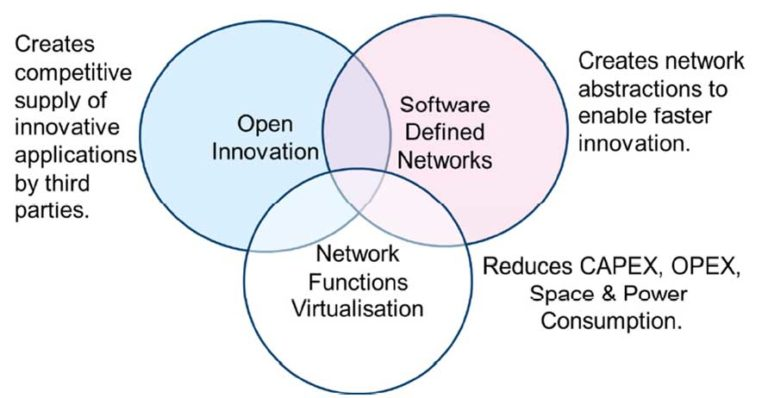 Creates
competitive
supply of
innovative
applications
by third
parties.
Open
Innovation
Software
Defined
Networks
Creates network
abstractions to
enable faster
innovation.
Network
Functions
Virtualisation
Reduces CAPEX, OPEX,
Space & Power
Consumption.